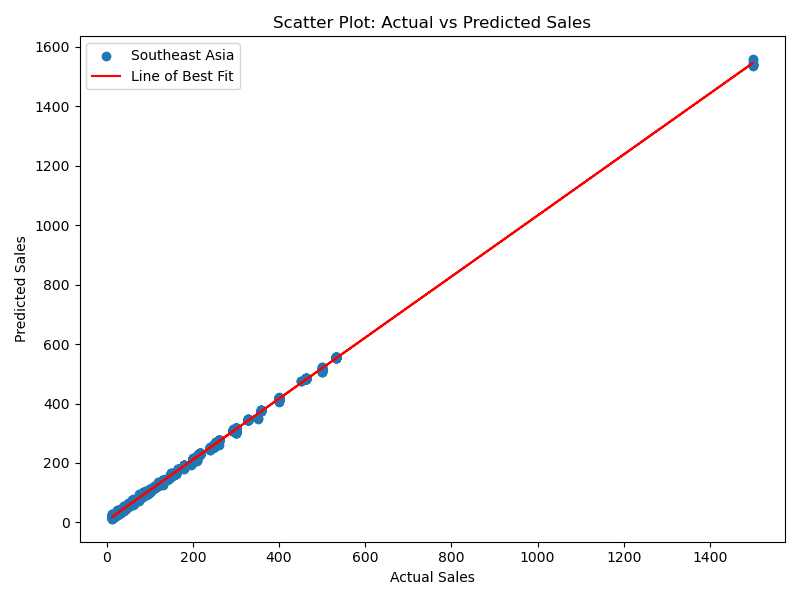 Scatter Plot: Actual vs Predicted Sales
Southeast Asia
Line of Best Fit
1600
1400
1200
1000
800
600
400
200
0
Predicted Sales
0 200 400 600 800 1000 1200 1400
Actual Sales